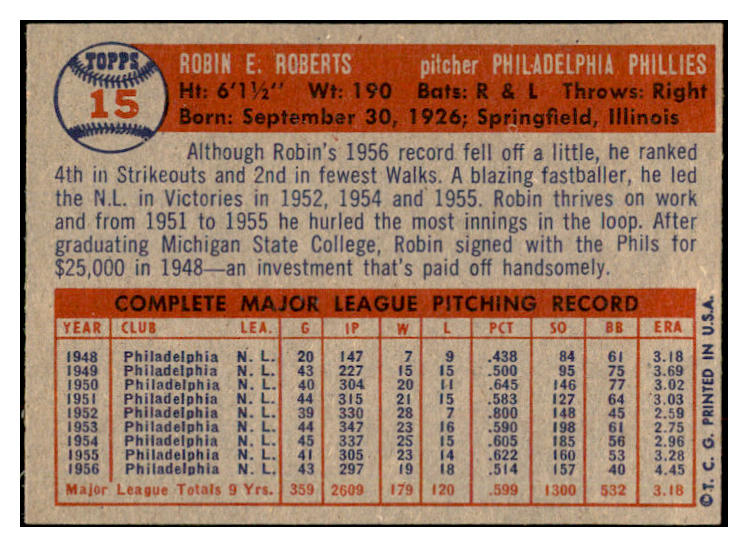 TOPPS
15
ROBIN E. ROBERTS pitcher PHILADELPHIA PHILLIES
Ht: 6'1½" Wt: 190 Bats: R & L Throws: Right
Born: September 30, 1926; Springfield, Illinois
Although Robin's 1956 record fell off a little, he ranked
4th in Strikeouts and 2nd in fewest Walks. A blazing fastballer, he led
the N.L. in Victories in 1952, 1954 and 1955. Robin thrives on work
and from 1951 to 1955 he hurled the most innings in the loop. After
graduating Michigan State College, Robin signed with the Phils for
$25,000 in 1948—an investment that's paid off handsomely.
COMPLETE MAJOR LEAGUE PITCHING RECORD
YEAR CLUB LEA. G IP W L PCT SO BB ERA
1948 Philadelphia N. L. 20 147 7 9 .438 84 61 3.18
1949 Philadelphia N. L. 43 227 15 15 .500 95 75 3.69
1950 Philadelphia N. L. 40 304 20 11 .645 146 77 3.02
1951 Philadelphia N. L. 44 315 21 15 .583 127 64 3.03
1952 Philadelphia N. L. 39 330 28 7 .800 148 45 2.59
1953 Philadelphia N. L. 44 347 23 16 .590 198 61 2.75
1954 Philadelphia N. L. 45 337 23 15 .605 185 56 2.96
1955 Philadelphia N. L. 41 305 23 14 .622 160 53 3.28
1956 Philadelphia N. L. 43 297 19 18 .514 157 40 4.45
Major League Totals 9 Yrs. 359 2609 179 120 .599 1300 532 3.18
©T. C. G. PRINTED IN U.S.A.